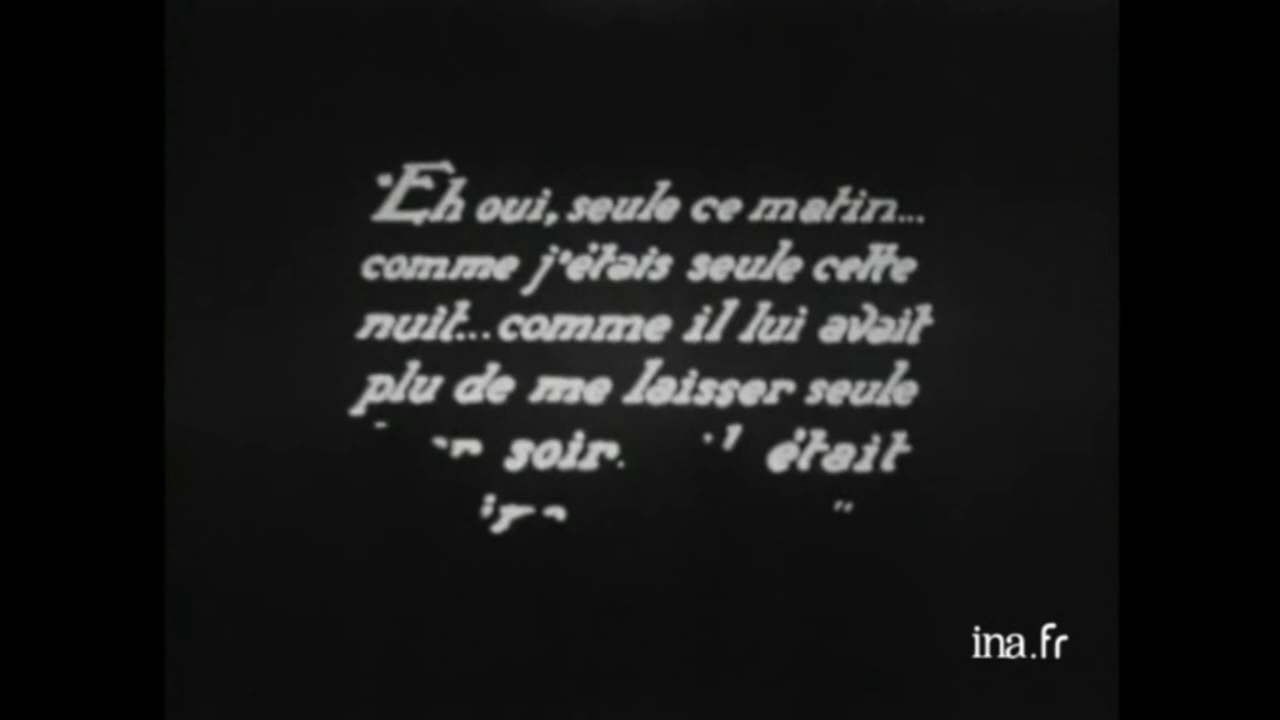 "Eh oui, seule ce matin...
comme j'étais seule cette
nuit... comme il lui avait
plu de me laisser seule
soir. était
"
ina.fr